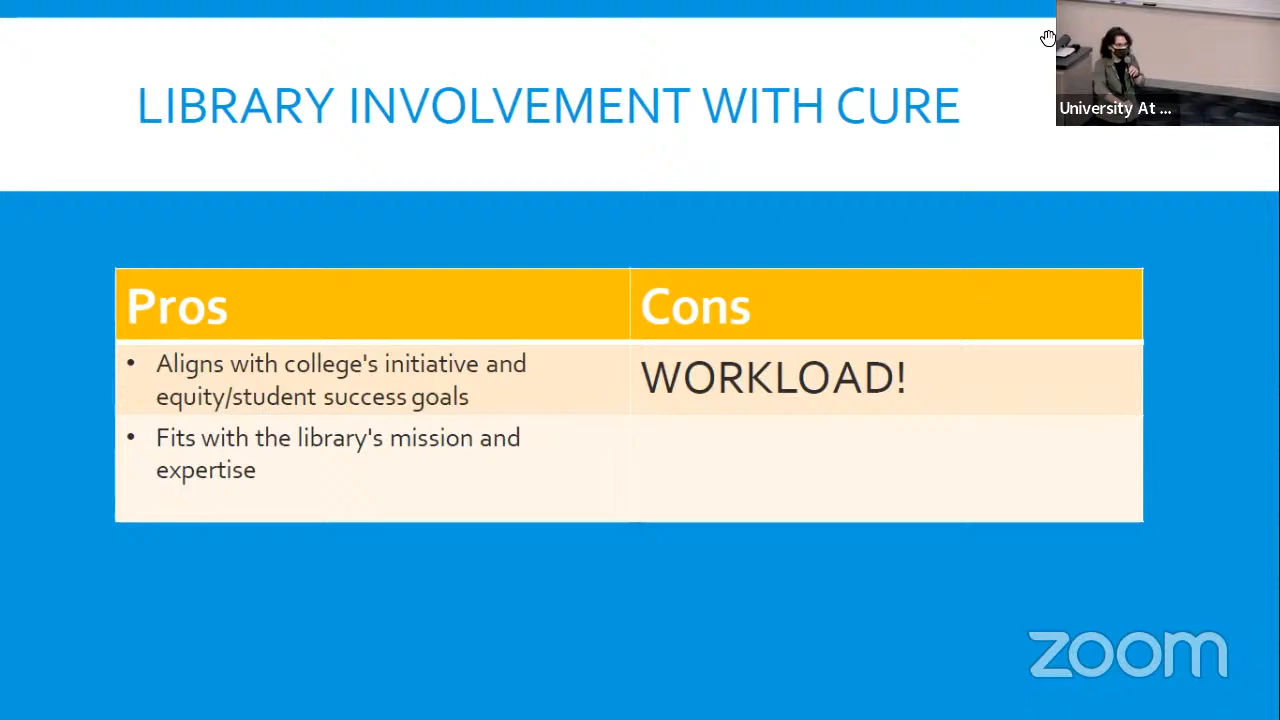 LIBRARY INVOLVEMENT WITH CURE
University At ...
Pros
Cons
• Aligns with college's initiative and
equity/student success goals
WORKLOAD!
• Fits with the library's mission and
expertise
zoom